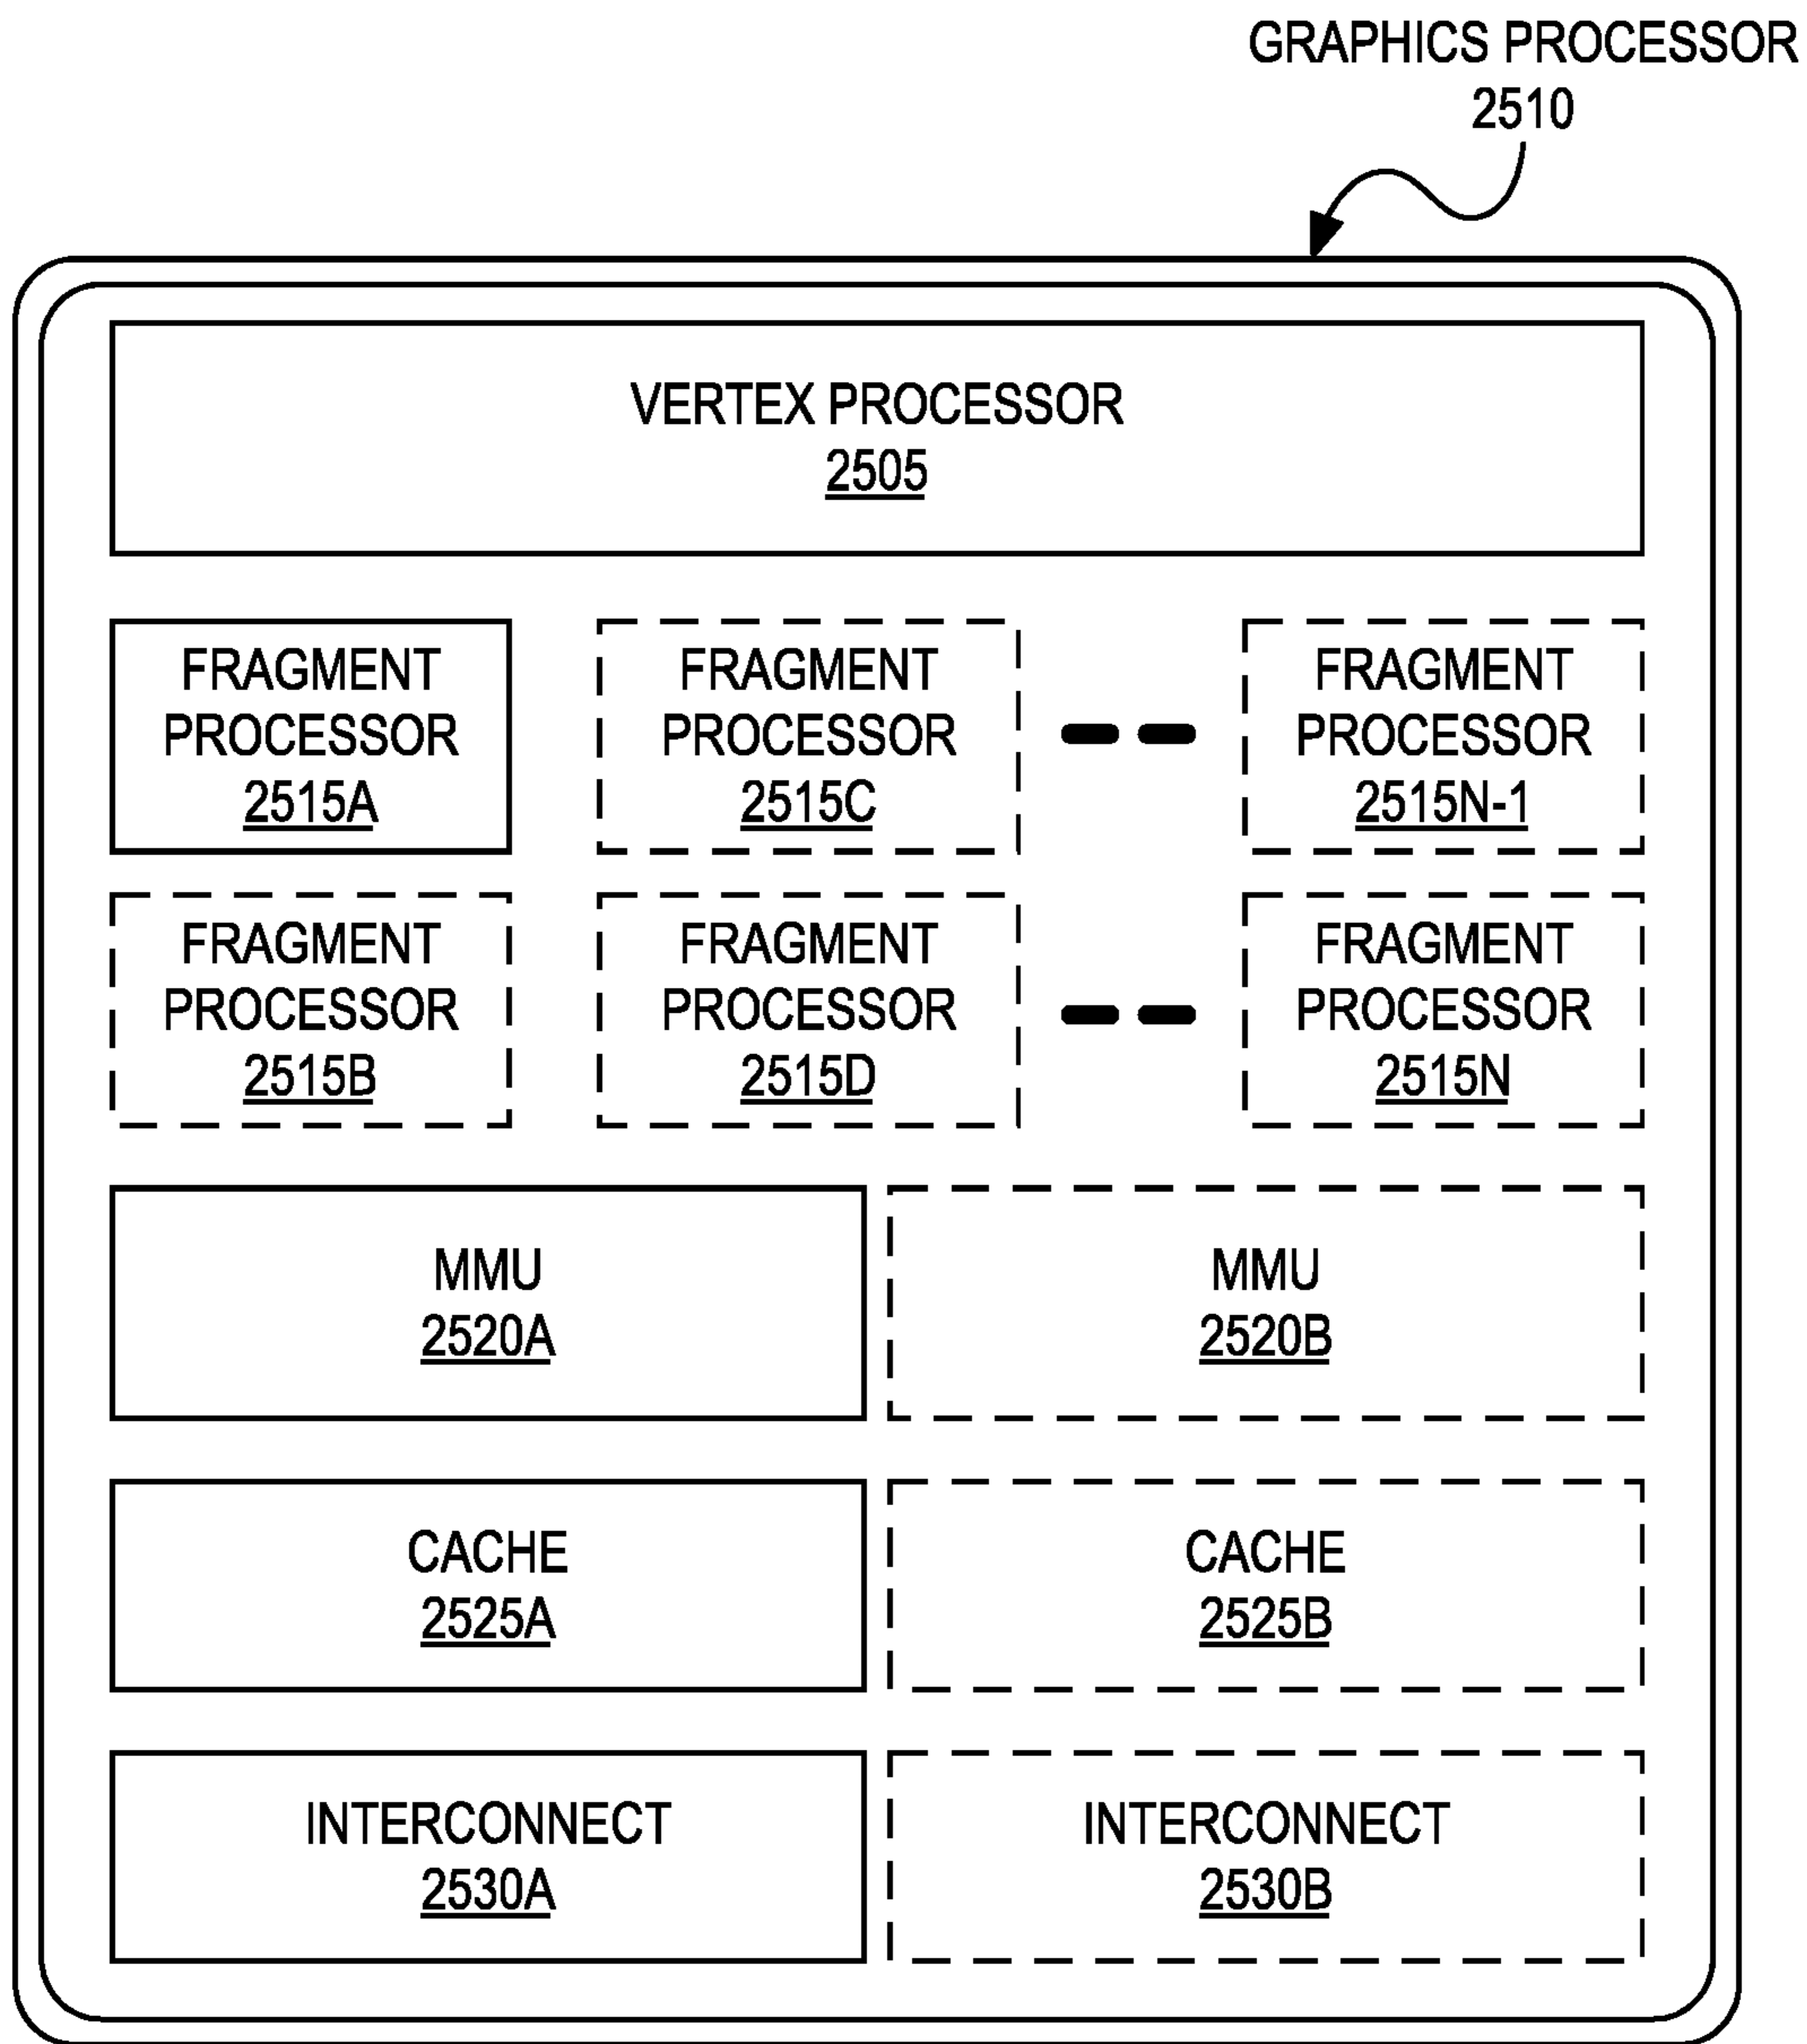 GRAPHICS PROCESSOR
2510
VERTEX PROCESSOR
2505
FRAGMENT
PROCESSOR
2515A
FRAGMENT
PROCESSOR
2515C
FRAGMENT
PROCESSOR
2515N-1
FRAGMENT
PROCESSOR
2515B
FRAGMENT
PROCESSOR
2515D
FRAGMENT
PROCESSOR
2515N
MMU
2520A
MMU
2520B
CACHE
2525A
CACHE
2525B
INTERCONNECT
2530A
INTERCONNECT
2530B